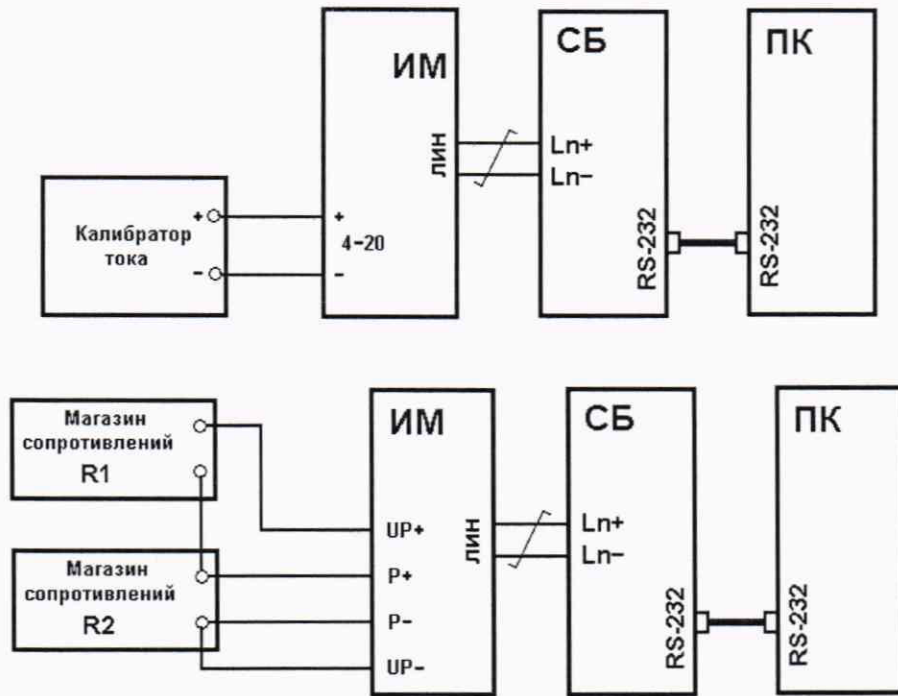 ИМ
СБ
ПК
ЛИН
Ln+
Ln−
Калибратор
тока
+
−
+
4−20
−
RS-232
RS-232
Магазин
сопротивлений
R1
Магазин
сопротивлений
R2
ИМ
СБ
ПК
UP+
P+
P−
UP−
ЛИН
Ln+
Ln−
RS-232
RS-232